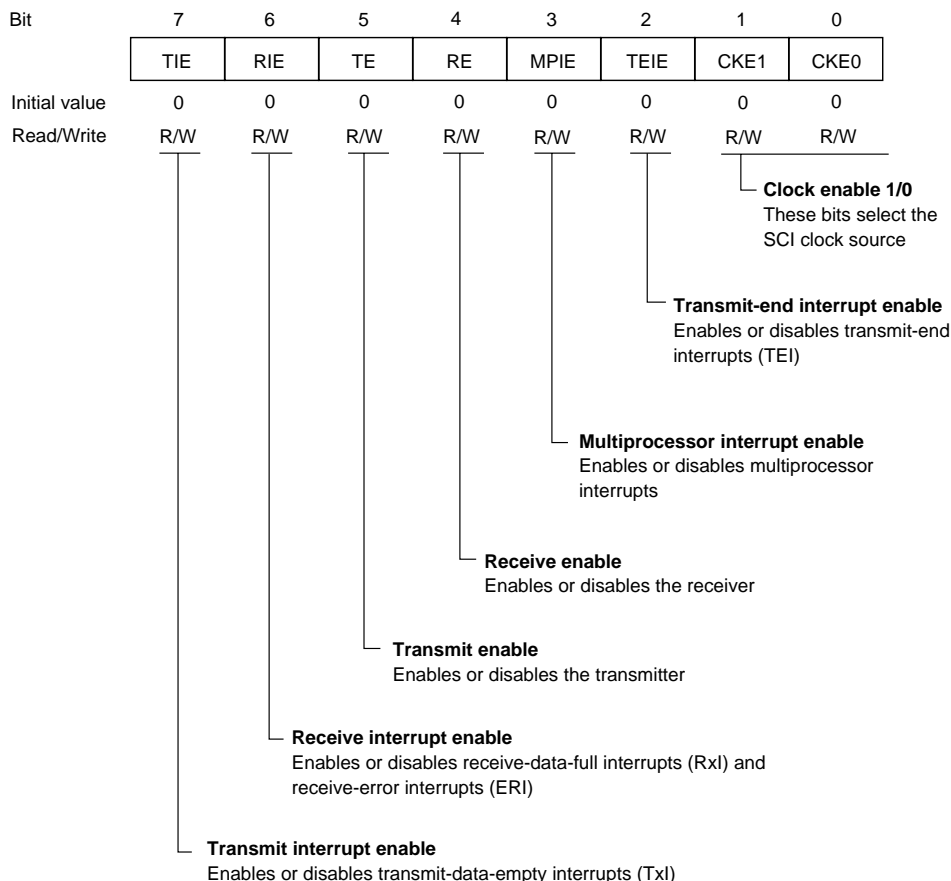 Bit 7 6 5 4 3 2 1 0
TIE RIE TE RE MPIE TEIE CKE1 CKE0
Initial value 0 0 0 0 0 0 0 0
Read/Write R/W R/W R/W R/W R/W R/W R/W R/W
Clock enable 1/0
These bits select the
SCI clock source
Transmit-end interrupt enable
Enables or disables transmit-end
interrupts (TEI)
Multiprocessor interrupt enable
Enables or disables multiprocessor
interrupts
Receive enable
Enables or disables the receiver
Transmit enable
Enables or disables the transmitter
Receive interrupt enable
Enables or disables receive-data-full interrupts (RxI) and
receive-error interrupts (ERI)
Transmit interrupt enable
Enables or disables transmit-data-empty interrupts (TxI)